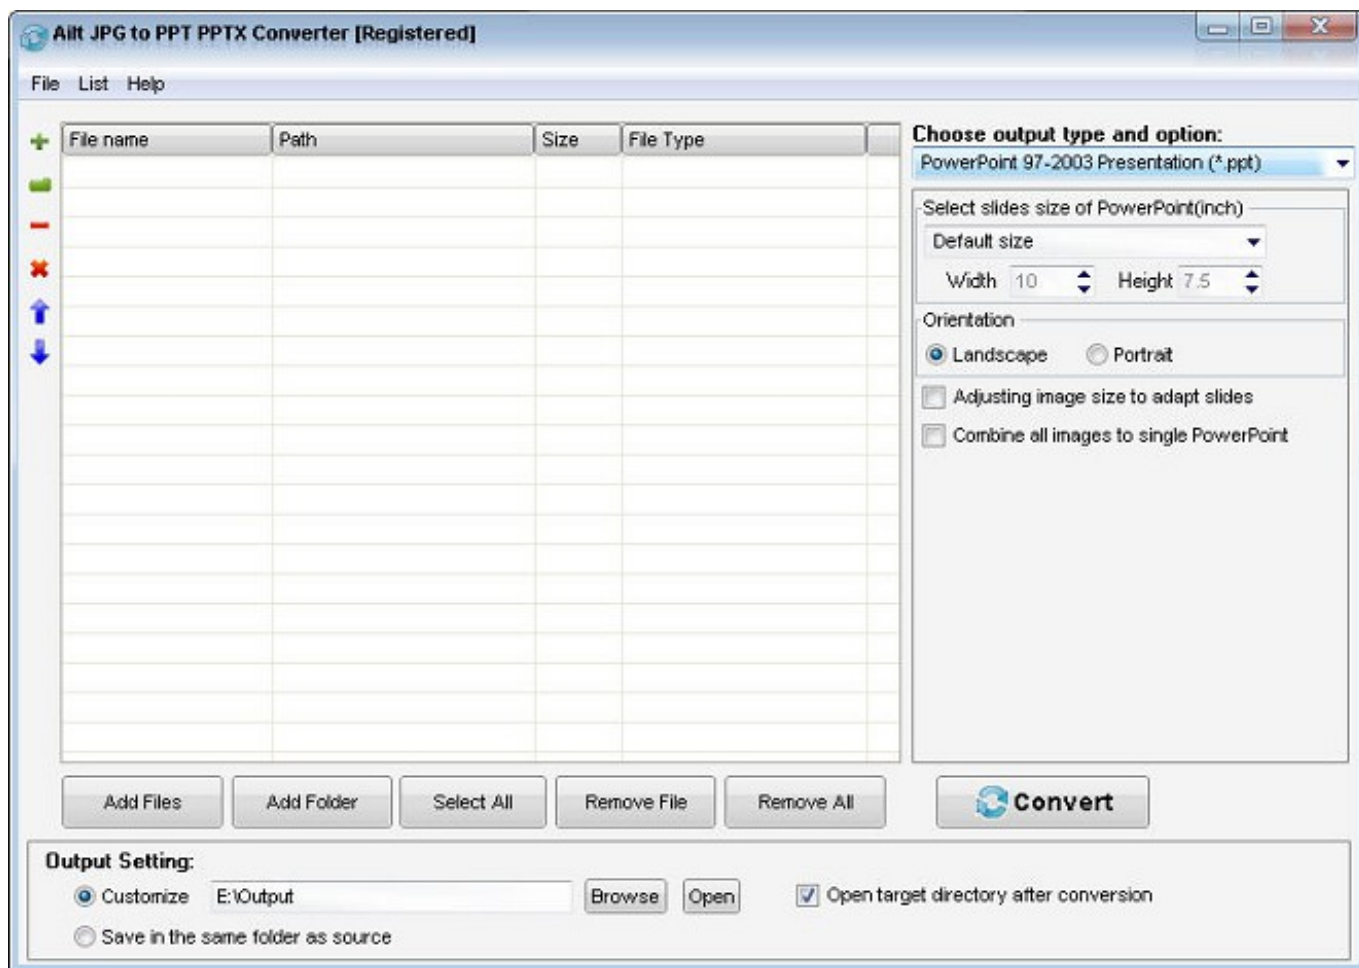 Ailt JPG to PPT PPTX Converter [Registered]
File List Help
File name Path Size File Type
Choose output type and option:
PowerPoint 97-2003 Presentation (*.ppt)
Select slides size of PowerPoint(inch)
Default size
Width 10 Height 7.5
Orientation
Landscape Portrait
Adjusting image size to adapt slides
Combine all images to single PowerPoint
Add Files Add Folder Select All Remove File Remove All Convert
Output Setting:
Customize E:\Output Browse Open Open target directory after conversion
Save in the same folder as source